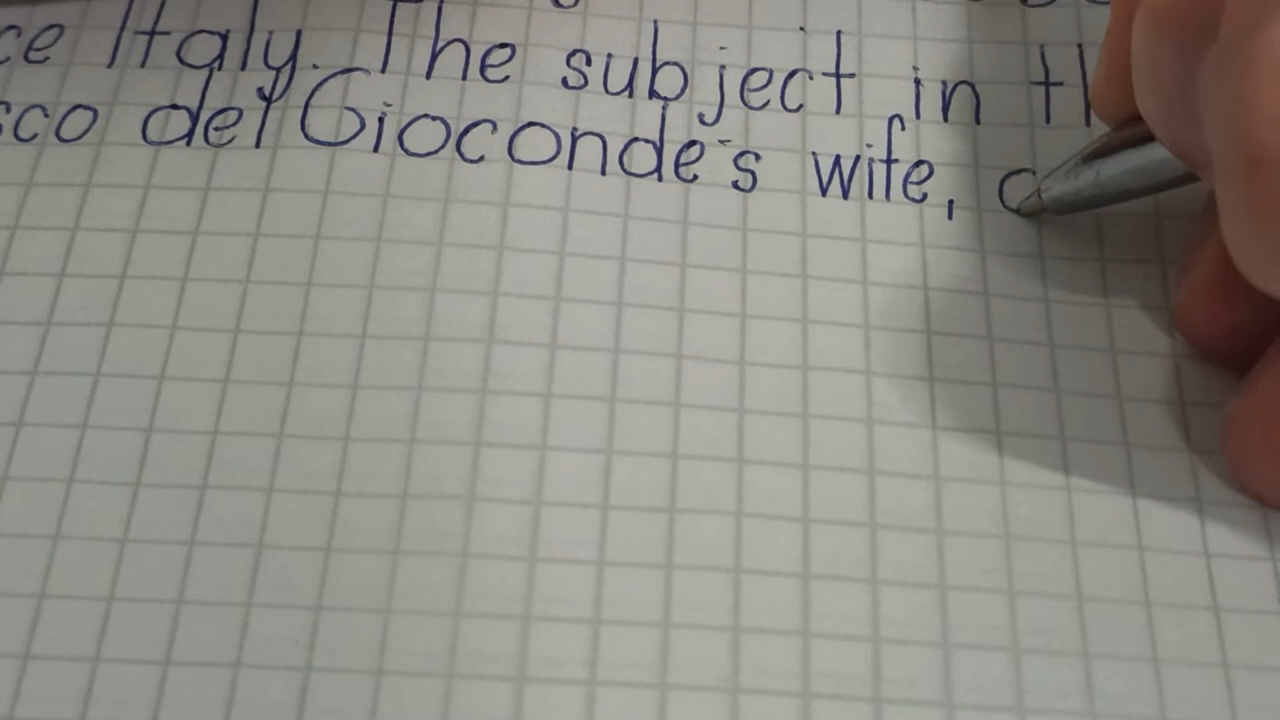 ce Italy. The subject in th
sco del Gioconde's wife, c